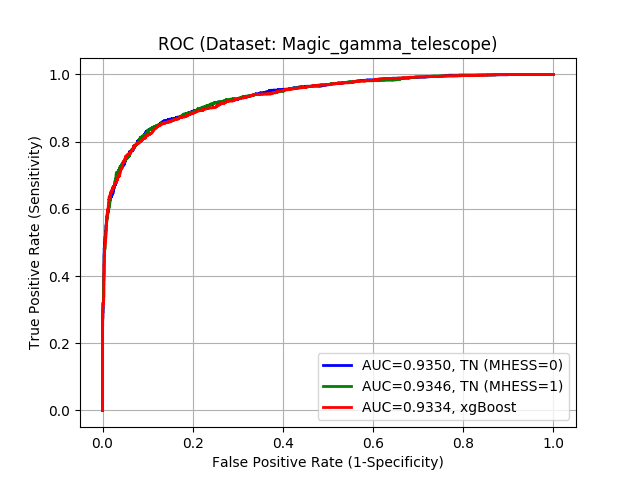 ROC (Dataset: Magic_gamma_telescope)
1.0
0.8
0.6
0.4
0.2
0.0
True Positive Rate (Sensitivity)
AUC=0.9350, TN (MHESS=0)
AUC=0.9346, TN (MHESS=1)
AUC=0.9334, xgBoost
0.0 0.2 0.4 0.6 0.8 1.0
False Positive Rate (1-Specificity)